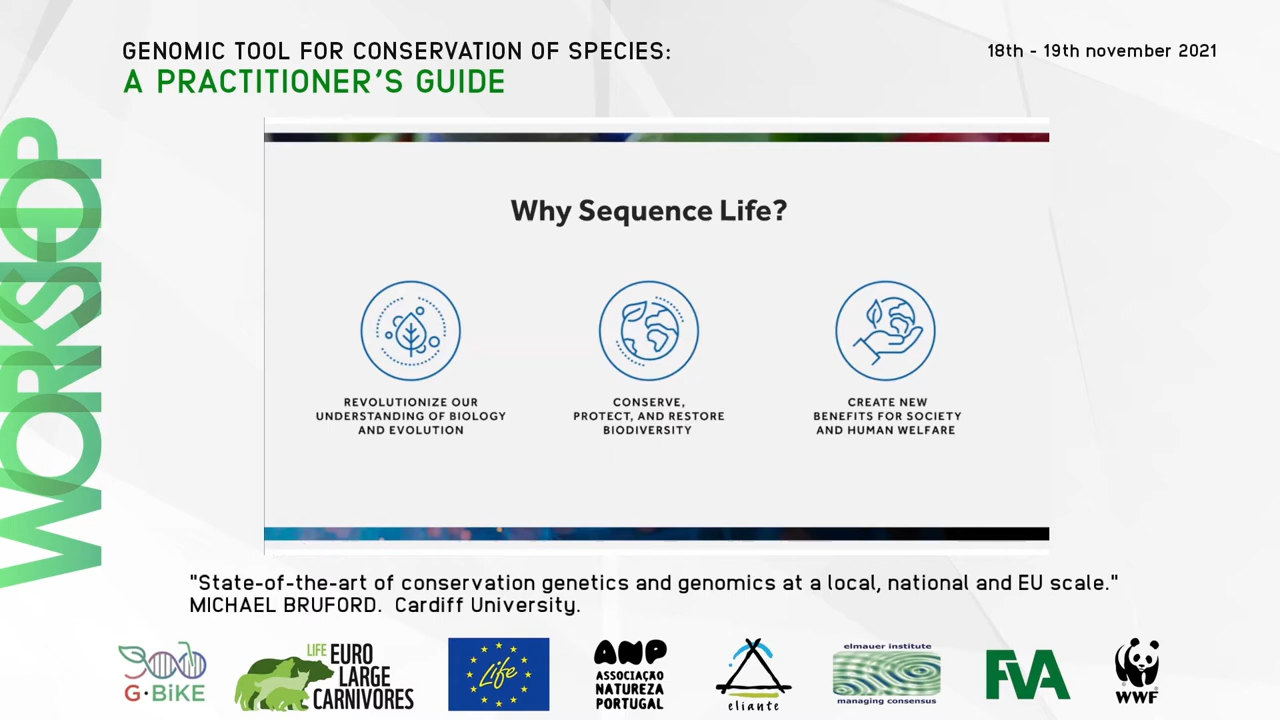 GENOMIC TOOL FOR CONSERVATION OF SPECIES:
A PRACTITIONER'S GUIDE
18th - 19th november 2021
WORKSHOP
Why Sequence Life?
REVOLUTIONIZE OUR
UNDERSTANDING OF BIOLOGY
AND EVOLUTION
CONSERVE,
PROTECT, AND RESTORE
BIODIVERSITY
CREATE NEW
BENEFITS FOR SOCIETY
AND HUMAN WELFARE
"State-of-the-art of conservation genetics and genomics at a local, national and EU scale."
MICHAEL BRUFORD. Cardiff University.
G·BiKE
LIFE EURO
LARGE
CARNIVORES
Life
ANP
ASSOCIAÇÃO
NATUREZA
PORTUGAL
eliante
elmauer institute
managing consensus
FVA
WWF